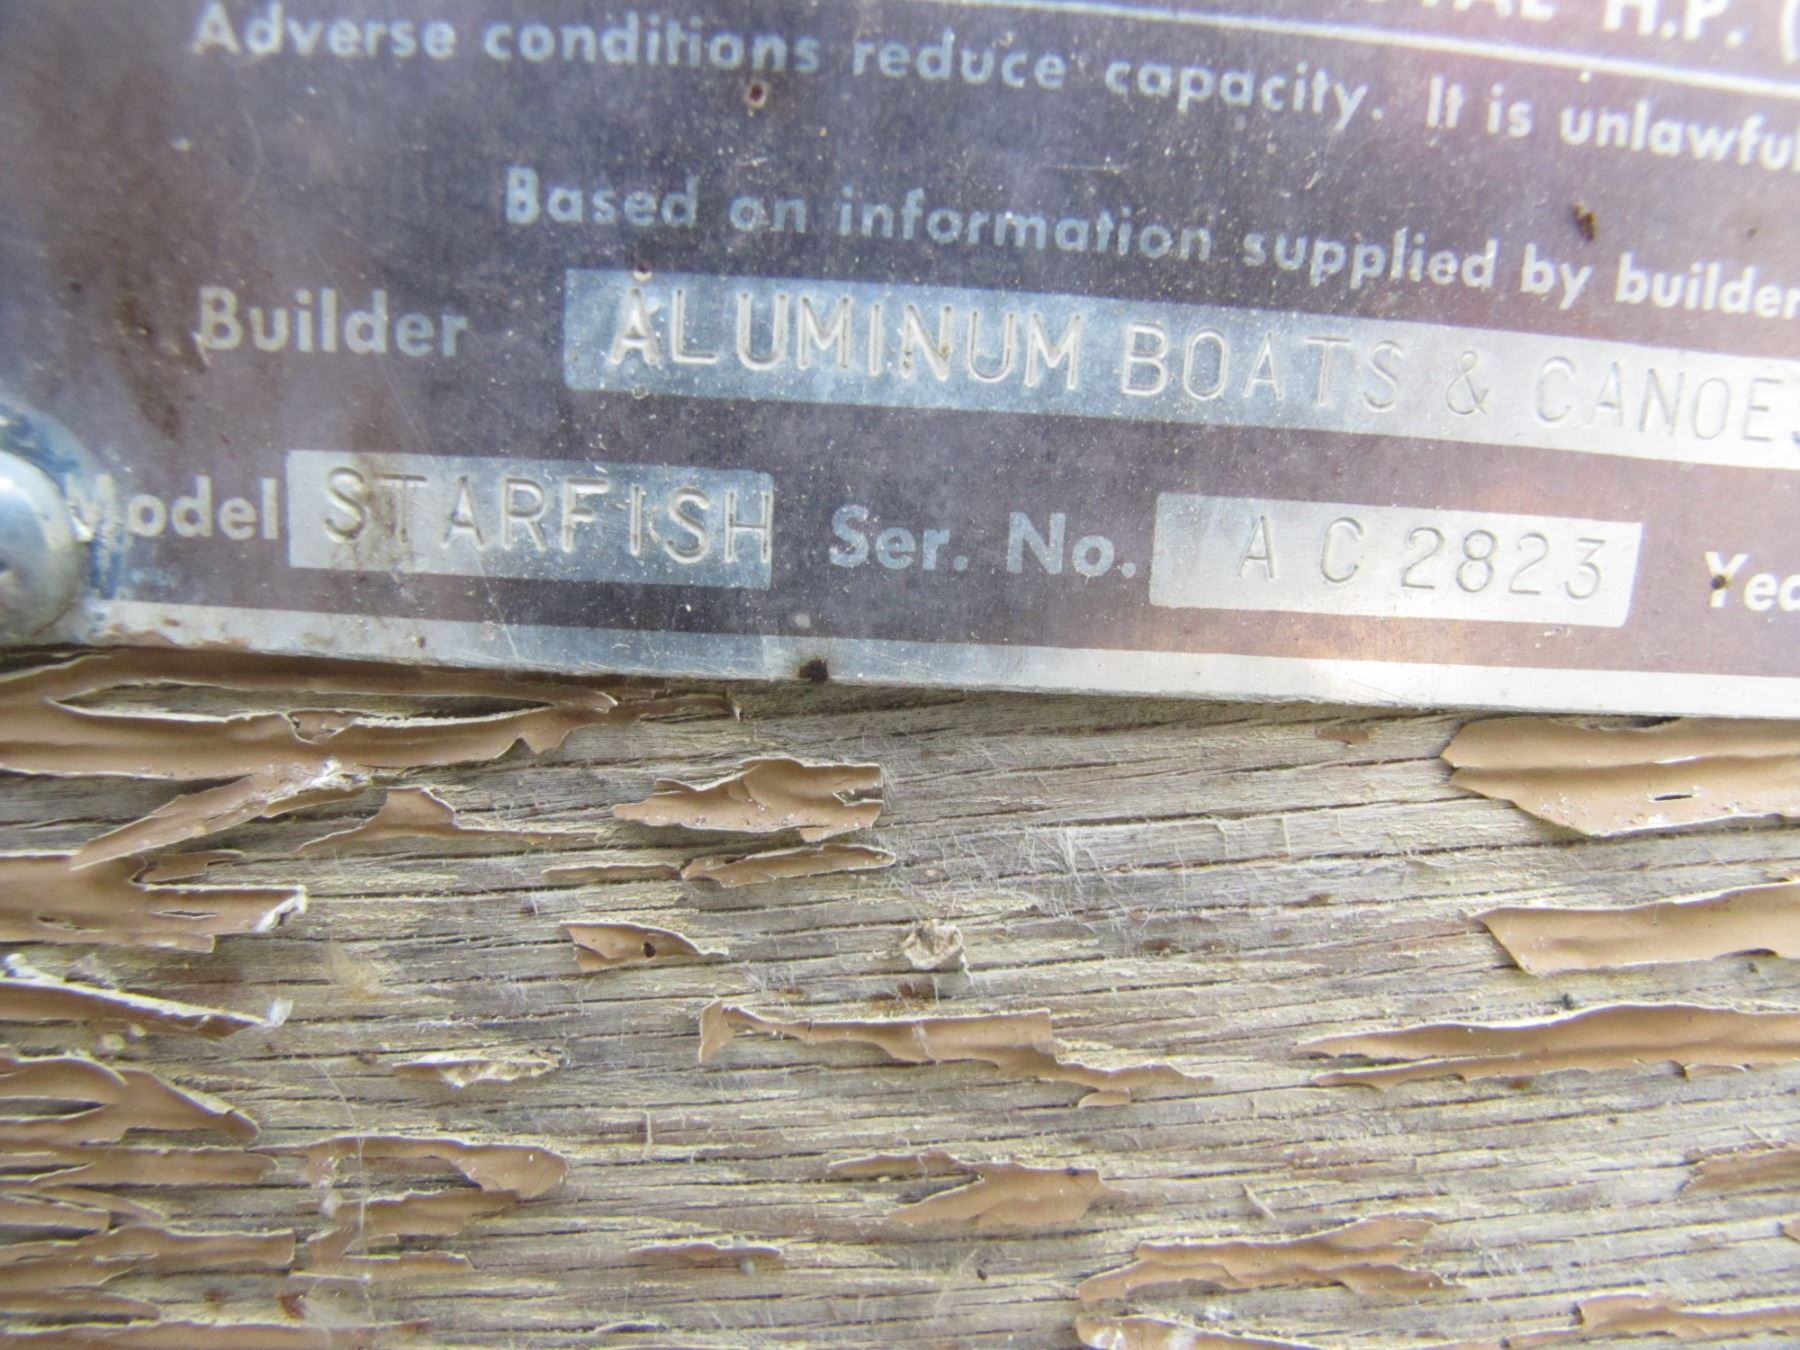 H.P. (
Adverse conditions reduce capacity. It is unlawful
Based on information supplied by builder
Builder ALUMINUM BOATS & CANOES
Model STARFISH Ser. No. A C 2823 Yea